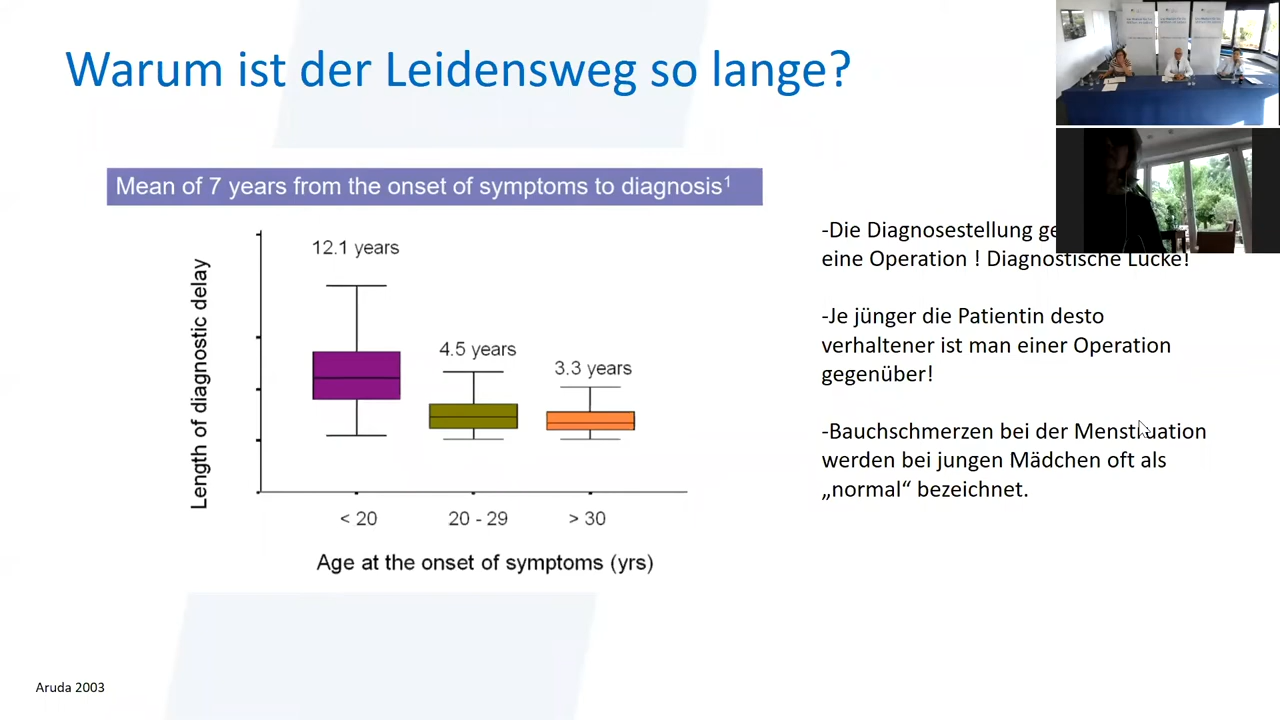 Warum ist der Leidensweg so lange?
Mean of 7 years from the onset of symptoms to diagnosis¹
Length of diagnostic delay
12.1 years
4.5 years
3.3 years
< 20
20 - 29
> 30
Age at the onset of symptoms (yrs)
-Die Diagnosestellung
eine Operation ! Diagnostische Lücke!
-Je jünger die Patientin desto
verhaltener ist man einer Operation
gegenüber!
-Bauchschmerzen bei der Menstruation
werden bei jungen Mädchen oft als
„normal“ bezeichnet.
Aruda 2003